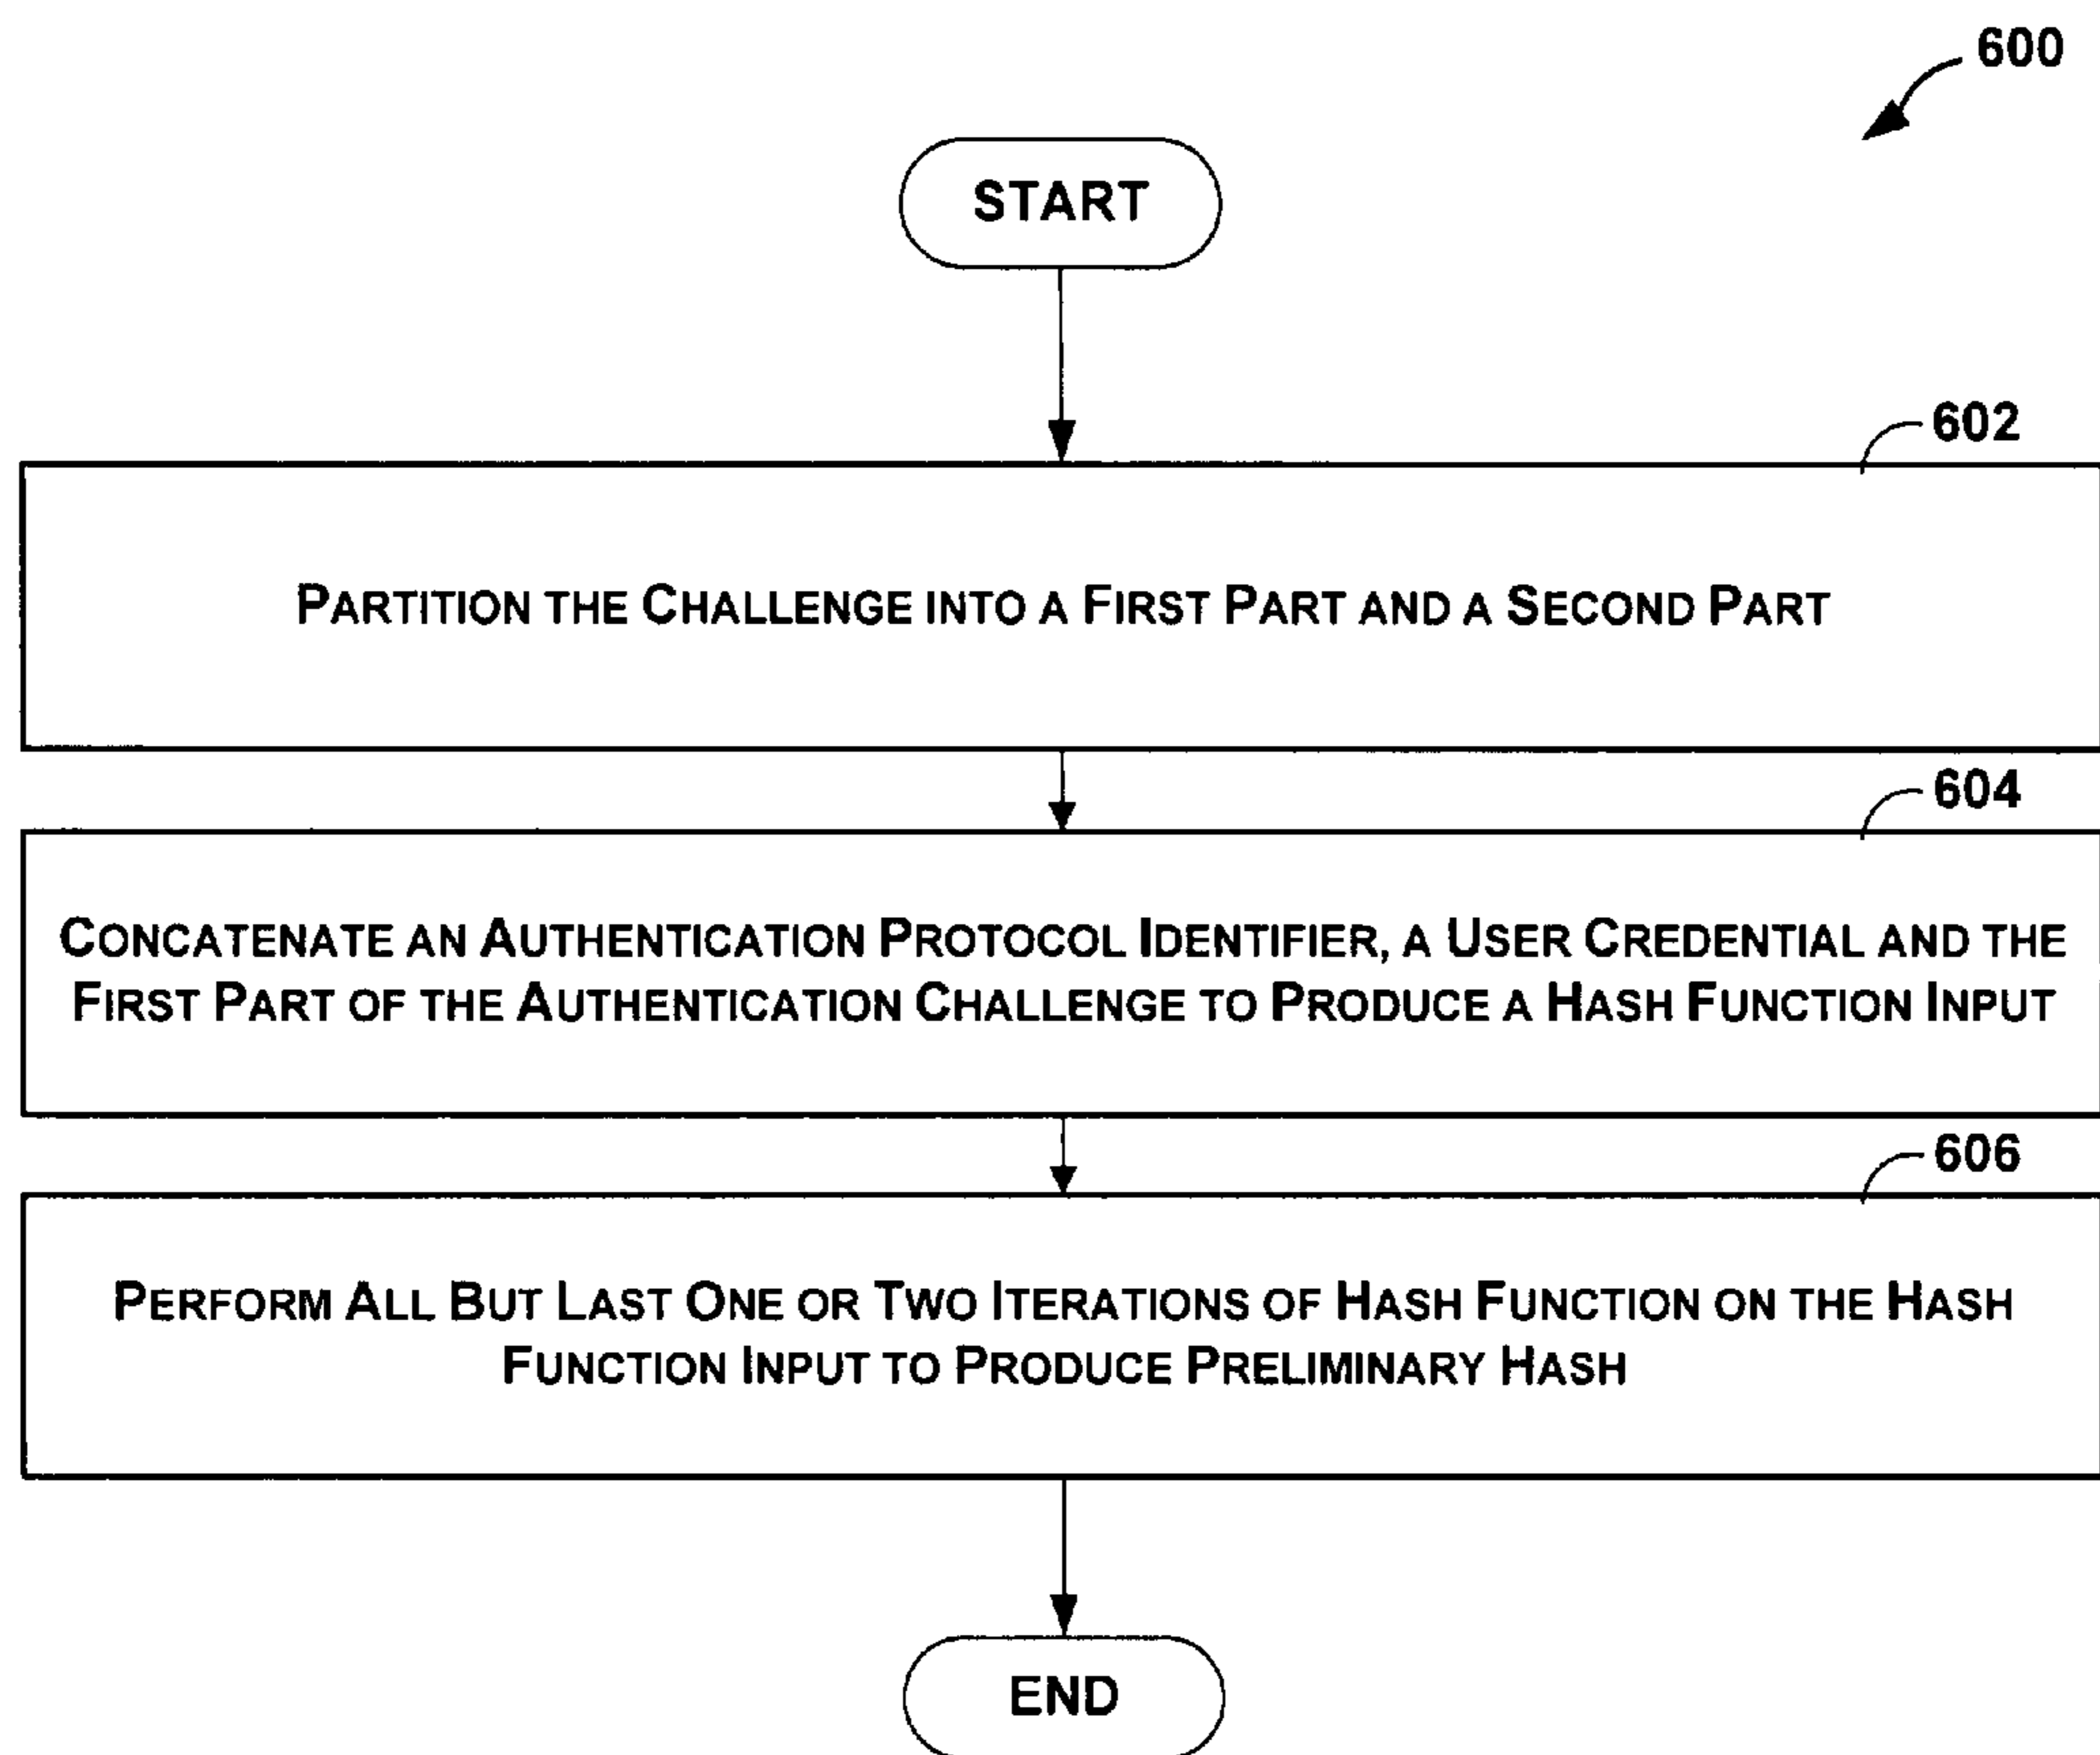 600
START
602
PARTITION THE CHALLENGE INTO A FIRST PART AND A SECOND PART
604
CONCATENATE AN AUTHENTICATION PROTOCOL IDENTIFIER, A USER CREDENTIAL AND THE
FIRST PART OF THE AUTHENTICATION CHALLENGE TO PRODUCE A HASH FUNCTION INPUT
606
PERFORM ALL BUT LAST ONE OR TWO ITERATIONS OF HASH FUNCTION ON THE HASH
FUNCTION INPUT TO PRODUCE PRELIMINARY HASH
END